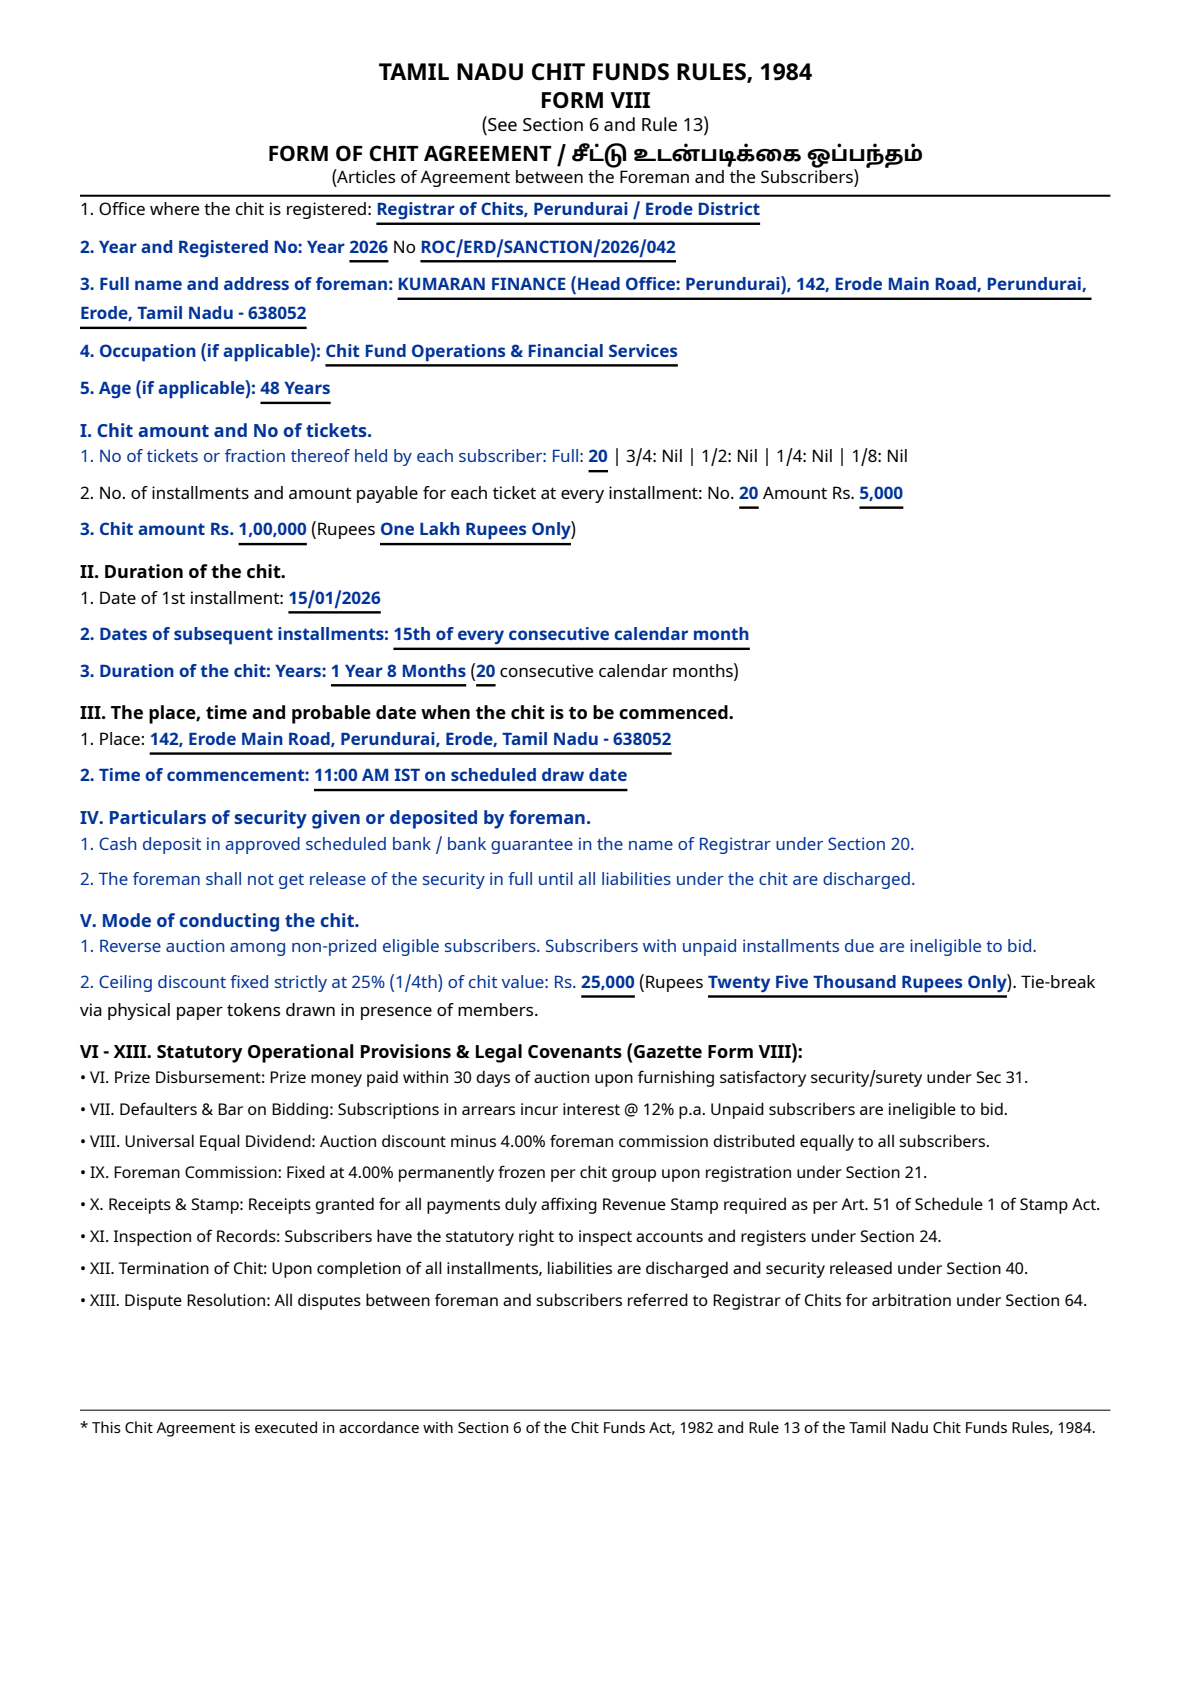 TAMIL NADU CHIT FUNDS RULES, 1984
FORM VIII
(See Section 6 and Rule 13)
FORM OF CHIT AGREEMENT / சீட்டு உடன்படிக்கை ஒப்பந்தம்
(Articles of Agreement between the Foreman and the Subscribers)
1. Office where the chit is registered: Registrar of Chits, Perundurai / Erode District
2. Year and Registered No: Year 2026 No ROC/ERD/SANCTION/2026/042
3. Full name and address of foreman: KUMARAN FINANCE (Head Office: Perundurai), 142, Erode Main Road, Perundurai,
Erode, Tamil Nadu - 638052
4. Occupation (if applicable): Chit Fund Operations & Financial Services
5. Age (if applicable): 48 Years
I. Chit amount and No of tickets.
1. No of tickets or fraction thereof held by each subscriber: Full: 20 | 3/4: Nil | 1/2: Nil | 1/4: Nil | 1/8: Nil
2. No. of installments and amount payable for each ticket at every installment: No. 20 Amount Rs. 5,000
3. Chit amount Rs. 1,00,000 (Rupees One Lakh Rupees Only)
II. Duration of the chit.
1. Date of 1st installment: 15/01/2026
2. Dates of subsequent installments: 15th of every consecutive calendar month
3. Duration of the chit: Years: 1 Year 8 Months (20 consecutive calendar months)
III. The place, time and probable date when the chit is to be commenced.
1. Place: 142, Erode Main Road, Perundurai, Erode, Tamil Nadu - 638052
2. Time of commencement: 11:00 AM IST on scheduled draw date
IV. Particulars of security given or deposited by foreman.
1. Cash deposit in approved scheduled bank / bank guarantee in the name of Registrar under Section 20.
2. The foreman shall not get release of the security in full until all liabilities under the chit are discharged.
V. Mode of conducting the chit.
1. Reverse auction among non-prized eligible subscribers. Subscribers with unpaid installments due are ineligible to bid.
2. Ceiling discount fixed strictly at 25% (1/4th) of chit value: Rs. 25,000 (Rupees Twenty Five Thousand Rupees Only). Tie-break
via physical paper tokens drawn in presence of members.
VI - XIII. Statutory Operational Provisions & Legal Covenants (Gazette Form VIII):
• VI. Prize Disbursement: Prize money paid within 30 days of auction upon furnishing satisfactory security/surety under Sec 31.
• VII. Defaulters & Bar on Bidding: Subscriptions in arrears incur interest @ 12% p.a. Unpaid subscribers are ineligible to bid.
• VIII. Universal Equal Dividend: Auction discount minus 4.00% foreman commission distributed equally to all subscribers.
• IX. Foreman Commission: Fixed at 4.00% permanently frozen per chit group upon registration under Section 21.
• X. Receipts & Stamp: Receipts granted for all payments duly affixing Revenue Stamp required as per Art. 51 of Schedule 1 of Stamp Act.
• XI. Inspection of Records: Subscribers have the statutory right to inspect accounts and registers under Section 24.
• XII. Termination of Chit: Upon completion of all installments, liabilities are discharged and security released under Section 40.
• XIII. Dispute Resolution: All disputes between foreman and subscribers referred to Registrar of Chits for arbitration under Section 64.
* This Chit Agreement is executed in accordance with Section 6 of the Chit Funds Act, 1982 and Rule 13 of the Tamil Nadu Chit Funds Rules, 1984.